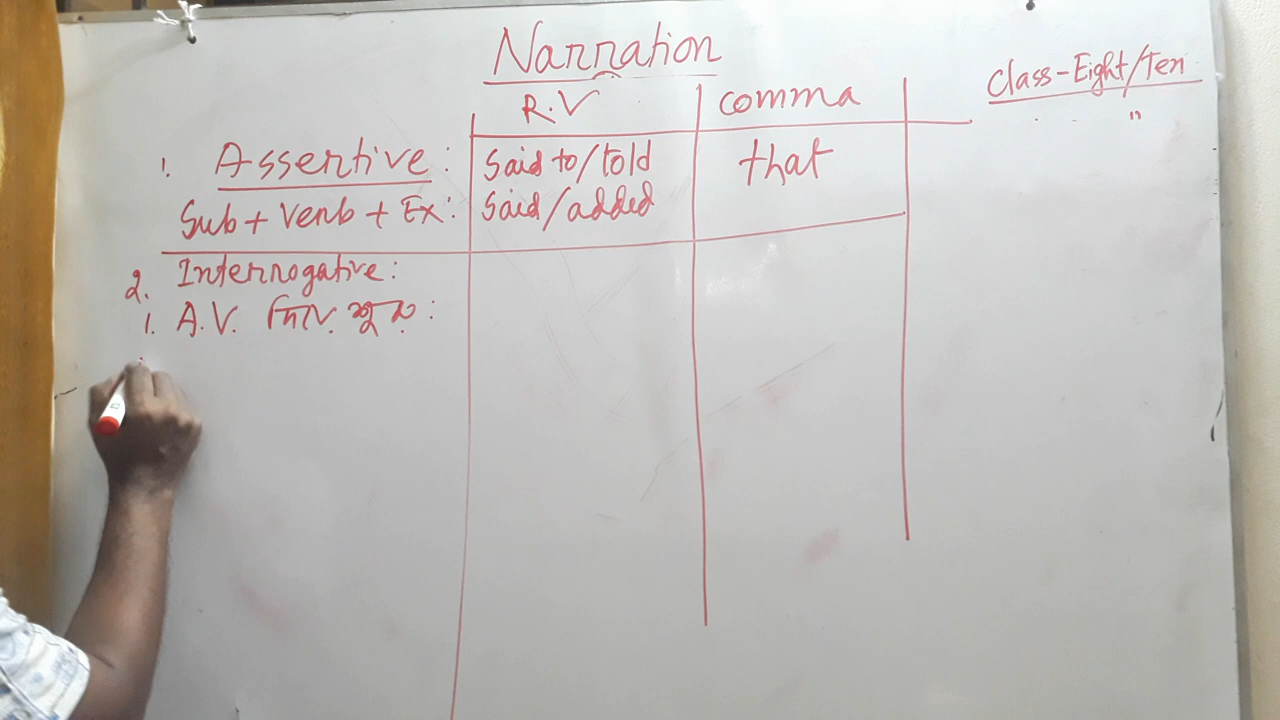 Narration
Class-Eight/Ten
"
R.V comma
1. Assertive: Said to/told that
Sub + Verb + Ex: Said/added
2. Interrogative:
1. A.V. দিয়ে শুরু: